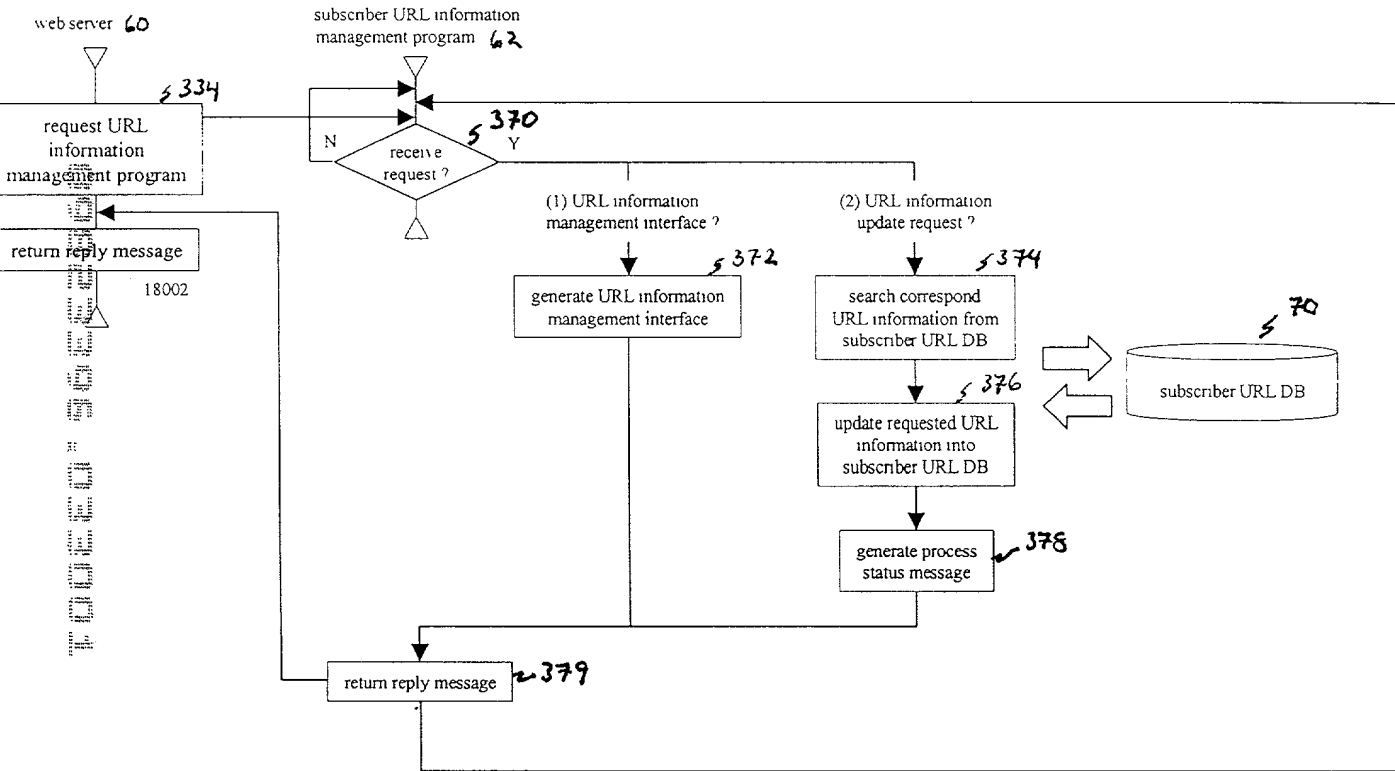 web server 60
subscriber URL information
management program 62
334
request URL
information
management program
370
N
Y
receive
request ?
(1) URL information
management interface ?
(2) URL information
update request ?
return reply message
18002
372
generate URL information
management interface
374
search correspond
URL information from
subscriber URL DB
70
subscriber URL DB
376
update requested URL
information into
subscriber URL DB
378
generate process
status message
return reply message
379